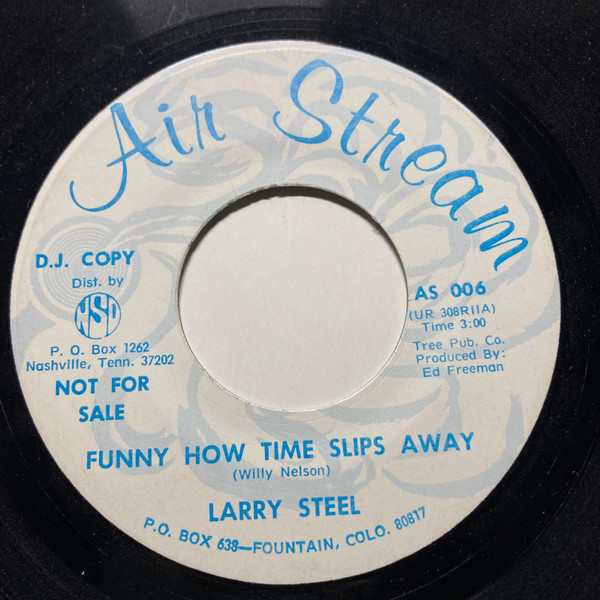 Air Stream
D.J. COPY
Dist. by
NSD
P. O. Box 1262
Nashville, Tenn. 37202
NOT FOR
SALE
AS 006
(UR 308R11A)
Time 3:00
Tree Pub. Co.
Produced By:
Ed Freeman
FUNNY HOW TIME SLIPS AWAY
(Willy Nelson)
LARRY STEEL
P.O. BOX 638—FOUNTAIN, COLO. 80817